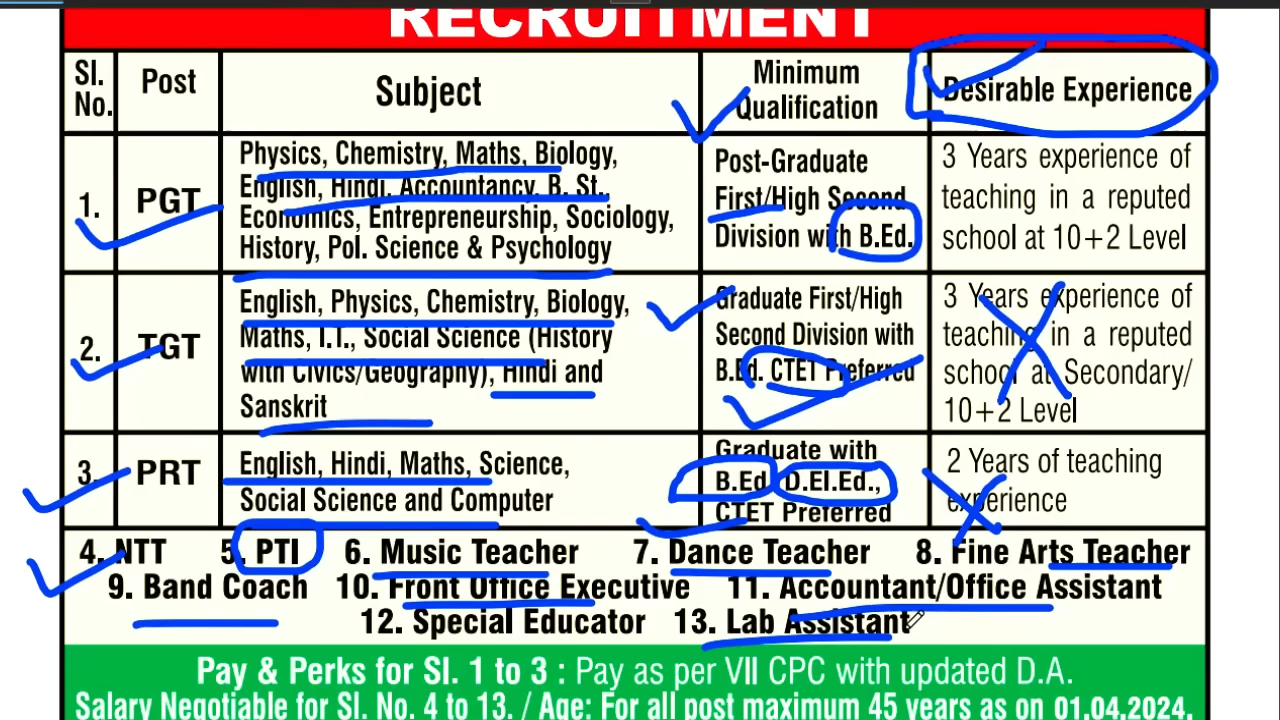 RECRUITMENT
Sl. No.
Post
Subject
Minimum
Qualification
Desirable Experience
1.
PGT
Physics, Chemistry, Maths, Biology,
English, Hindi, Accountancy, B. St.,
Economics, Entrepreneurship, Sociology,
History, Pol. Science & Psychology
Post-Graduate
First/High Second
Division with B.Ed.
3 Years experience of
teaching in a reputed
school at 10+2 Level
2.
TGT
English, Physics, Chemistry, Biology,
Maths, I.T., Social Science (History
with Civics/Geography), Hindi and
Sanskrit
Graduate First/High
Second Division with
B.Ed. CTET Preferred
3 Years experience of
teaching in a reputed
school at Secondary/
10+2 Level
3.
PRT
English, Hindi, Maths, Science,
Social Science and Computer
Graduate with
B.Ed. D.El.Ed.,
CTET Preferred
2 Years of teaching
experience
4. NTT 5. PTI 6. Music Teacher 7. Dance Teacher 8. Fine Arts Teacher
9. Band Coach 10. Front Office Executive 11. Accountant/Office Assistant
12. Special Educator 13. Lab Assistant
Pay & Perks for Sl. 1 to 3 : Pay as per VII CPC with updated D.A.
Salary Negotiable for Sl. No. 4 to 13. / Age: For all post maximum 45 years as on 01.04.2024.